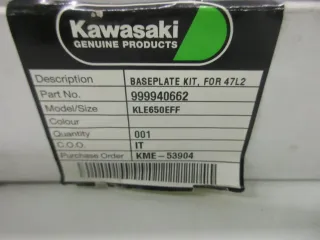 Kawasaki
GENUINE PRODUCTS
Description BASEPLATE KIT, FOR 47L2
Part No. 999940662
Model/Size KLE650EFF
Colour
Quantity 001
C.O.O. IT
Purchase Order KME-53904